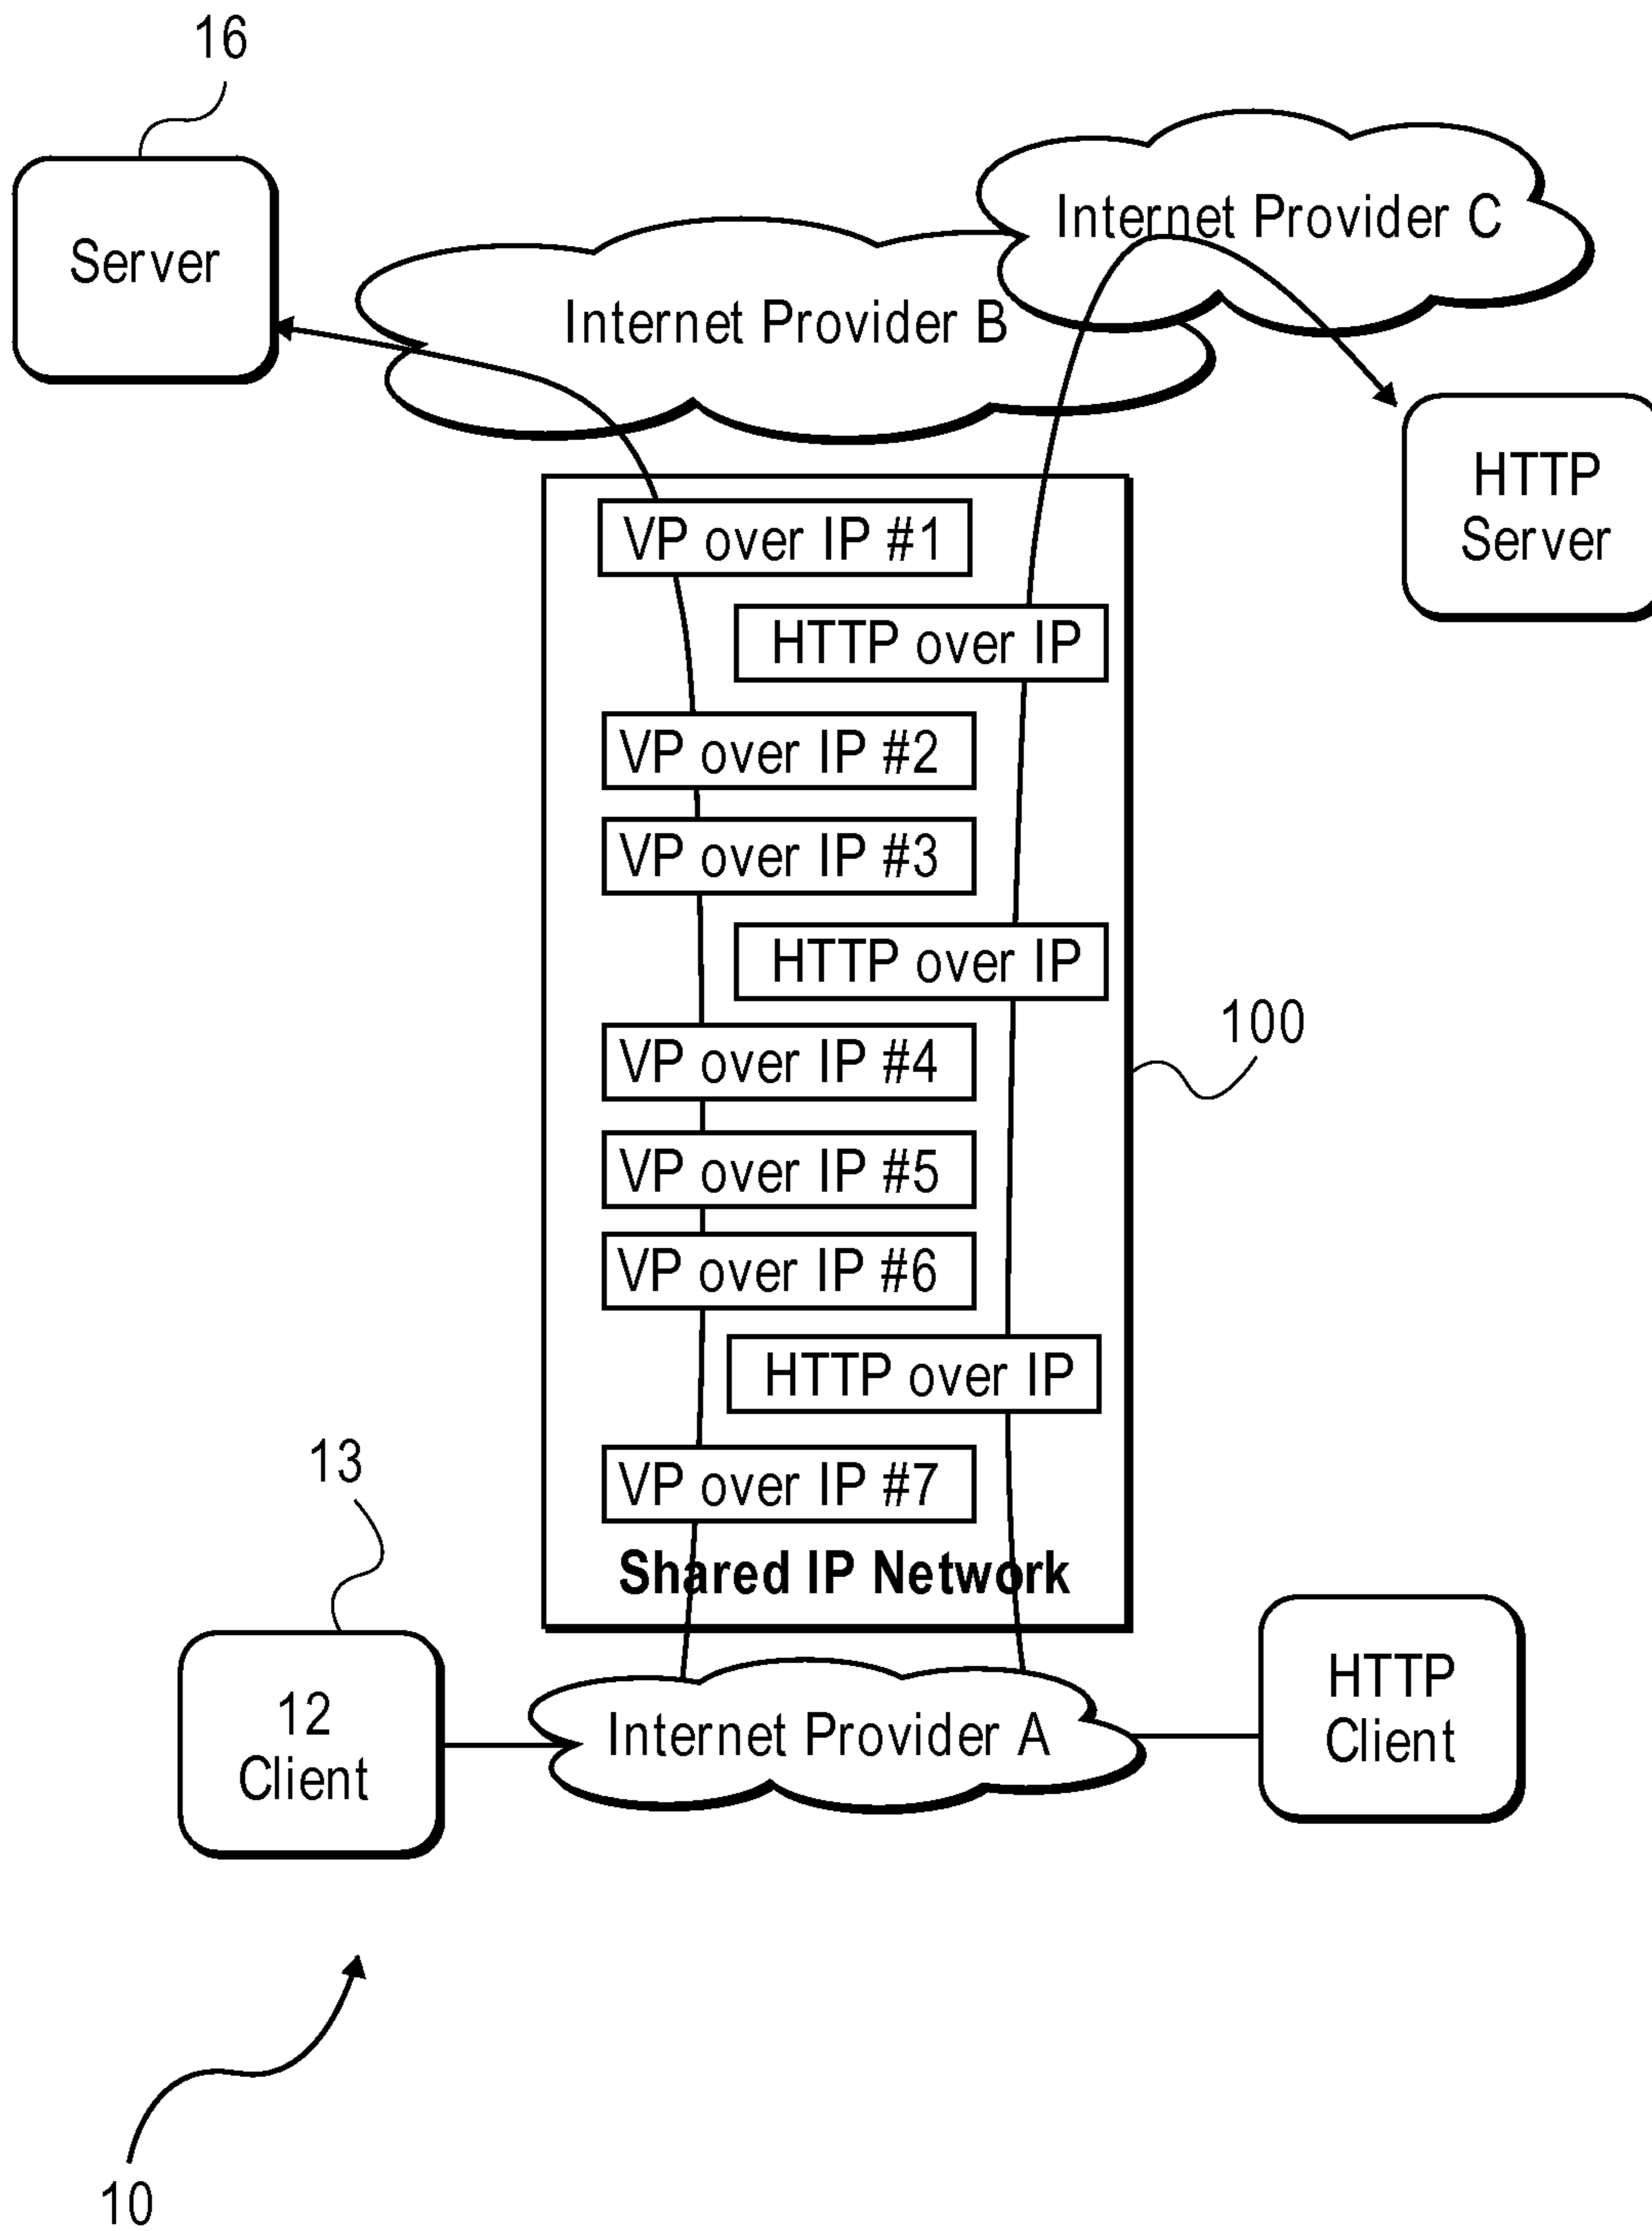 16
Server
Internet Provider C
Internet Provider B
HTTP
Server
VP over IP #1
HTTP over IP
VP over IP #2
VP over IP #3
HTTP over IP
100
VP over IP #4
VP over IP #5
VP over IP #6
HTTP over IP
13
VP over IP #7
Shared IP Network
12
Client
Internet Provider A
HTTP
Client
10